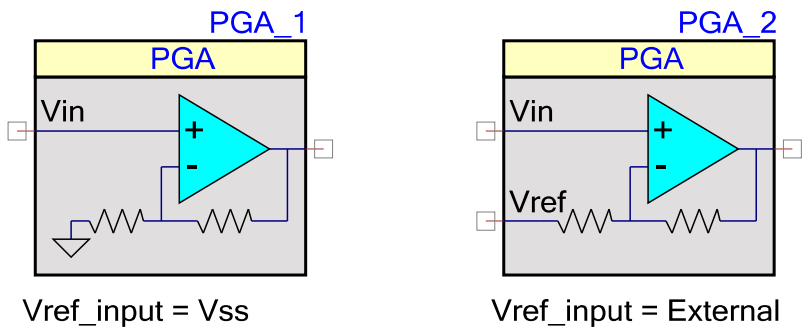 PGA_1
PGA
Vin
+
-
Vref_input = Vss
PGA_2
PGA
Vin
+
-
Vref
Vref_input = External